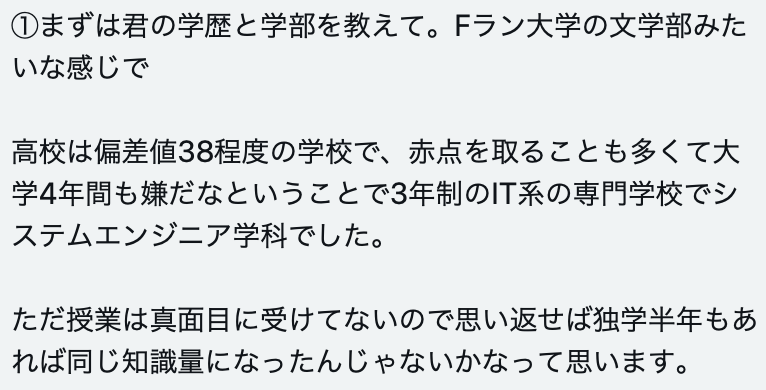 ①まずは君の学歴と学部を教えて。Fラン大学の文学部みた
いな感じで
高校は偏差値38程度の学校で、赤点を取ることも多くて大
学4年間も嫌だなということで3年制のIT系の専門学校でシ
ステムエンジニア学科でした。
ただ授業は真面目に受けてないので思い返せば独学半年もあ
れば同じ知識量になったんじゃないかなって思います。